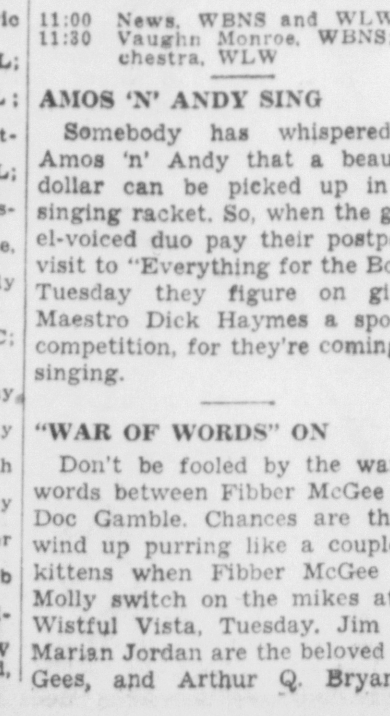 11:00 News, WBNS and WLW
11:30 Vaughn Monroe, WBNS
chestra, WLW
AMOS 'N' ANDY SING
Somebody has whispered
Amos 'n' Andy that a beau
dollar can be picked up in
singing racket. So, when the g
el-voiced duo pay their postp
visit to "Everything for the Bo
Tuesday they figure on gi
Maestro Dick Haymes a spo
competition, for they're coming
singing.
"WAR OF WORDS" ON
Don't be fooled by the wa
words between Fibber McGee
Doc Gamble. Chances are th
wind up purring like a couple
kittens when Fibber McGee
Molly switch on the mikes at
Wistful Vista, Tuesday. Jim
Marian Jordan are the beloved
Gees, and Arthur Q. Bryan